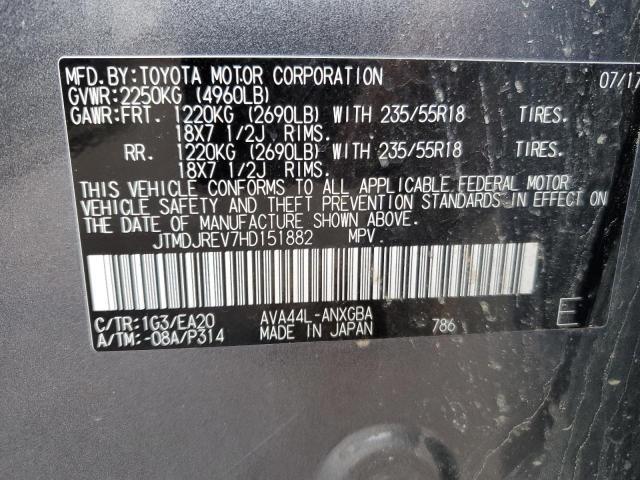 MFD.BY:TOYOTA MOTOR CORPORATION 07/17
GVWR:2250KG (4960LB)
GAWR:FRT. 1220KG (2690LB) WITH 235/55R18 TIRES.
18X7 1/2J RIMS.
RR. 1220KG (2690LB) WITH 235/55R18 TIRES.
18X7 1/2J RIMS.
THIS VEHICLE CONFORMS TO ALL APPLICABLE FEDERAL MOTOR
VEHICLE SAFETY AND THEFT PREVENTION STANDARDS IN EFFECT ON
THE DATE OF MANUFACTURE SHOWN ABOVE.
JTMDJREV7HD151882 MPV.
C/TR:1G3/EA20 AVA44L-ANXGBA
A/TM:-08A/P314 MADE IN JAPAN 786 E